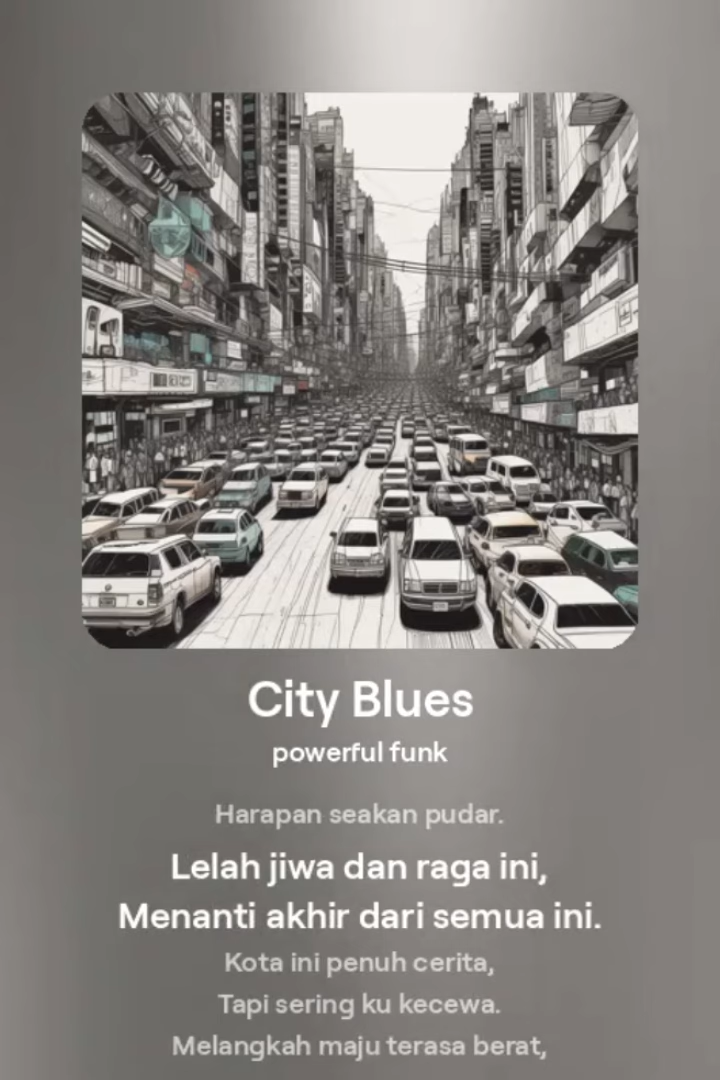 City Blues
powerful funk
Harapan seakan pudar.
Lelah jiwa dan raga ini,
Menanti akhir dari semua ini.
Kota ini penuh cerita,
Tapi sering ku kecewa.
Melangkah maju terasa berat,